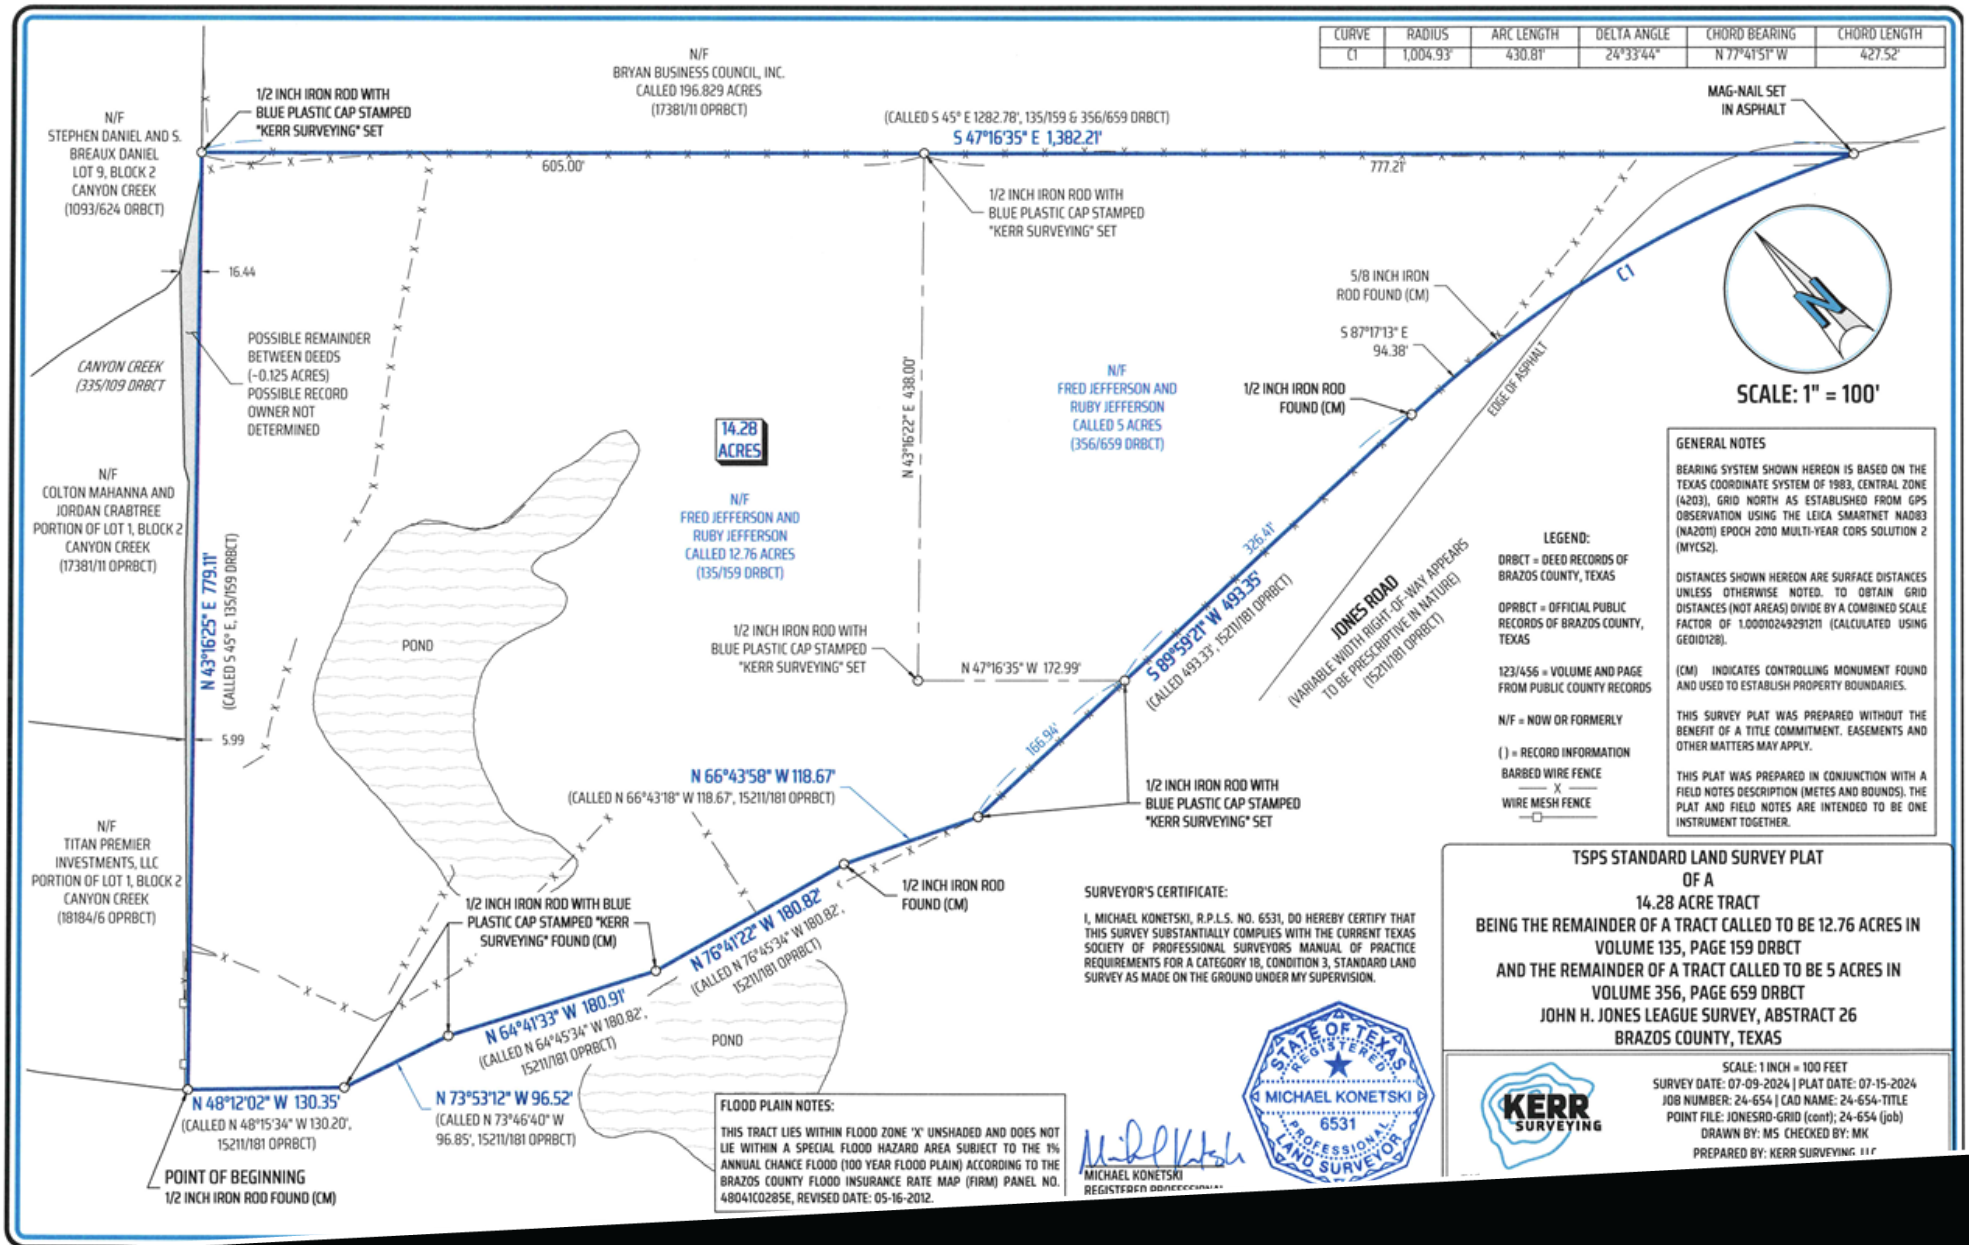 CURVE RADIUS ARC LENGTH DELTA ANGLE CHORD BEARING CHORD LENGTH
C1 1,004.93' 430.81' 24°33'44" N 77°41'51" W 427.52'
MAG-NAIL SET
IN ASPHALT
N/F
BRYAN BUSINESS COUNCIL, INC.
CALLED 196.829 ACRES
(17381/11 OPRBCT)
1/2 INCH IRON ROD WITH
BLUE PLASTIC CAP STAMPED
"KERR SURVEYING" SET
N/F
STEPHEN DANIEL AND S.
BREAUX DANIEL
LOT 9, BLOCK 2
CANYON CREEK
(1093/624 ORBCT)
(CALLED S 45° E 1282.78', 135/159 & 356/659 DRBCT)
S 47°16'35" E 1,382.21'
605.00'
777.21'
1/2 INCH IRON ROD WITH
BLUE PLASTIC CAP STAMPED
"KERR SURVEYING" SET
16.44
POSSIBLE REMAINDER
BETWEEN DEEDS
(~0.125 ACRES)
POSSIBLE RECORD
OWNER NOT
DETERMINED
CANYON CREEK
(335/109 DRBCT
5/8 INCH IRON
ROD FOUND (CM)
C1
S 87°17'13" E
94.38'
1/2 INCH IRON ROD
FOUND (CM)
EDGE OF ASPHALT
N
SCALE: 1" = 100'
N 43°16'22" E 438.00'
N/F
FRED JEFFERSON AND
RUBY JEFFERSON
CALLED 5 ACRES
(356/659 DRBCT)
14.28
ACRES
N/F
FRED JEFFERSON AND
RUBY JEFFERSON
CALLED 12.76 ACRES
(135/159 DRBCT)
N/F
COLTON MAHANNA AND
JORDAN CRABTREE
PORTION OF LOT 1, BLOCK 2
CANYON CREEK
(17381/11 OPRBCT)
N 43°16'25" E 779.11'
(CALLED S 45° E, 135/159 DRBCT)
POND
5.99
1/2 INCH IRON ROD WITH
BLUE PLASTIC CAP STAMPED
"KERR SURVEYING" SET
N 47°16'35" W 172.99'
326.41'
S 89°59'21" W 493.35'
(CALLED 493.33', 15211/181 OPRBCT)
166.94'
JONES ROAD
(VARIABLE WIDTH RIGHT-OF-WAY APPEARS
TO BE PRESCRIPTIVE IN NATURE)
(15211/181 OPRBCT)
LEGEND:
DRBCT = DEED RECORDS OF
BRAZOS COUNTY, TEXAS
OPRBCT = OFFICIAL PUBLIC
RECORDS OF BRAZOS COUNTY,
TEXAS
123/456 = VOLUME AND PAGE
FROM PUBLIC COUNTY RECORDS
N/F = NOW OR FORMERLY
( ) = RECORD INFORMATION
BARBED WIRE FENCE
X
WIRE MESH FENCE
GENERAL NOTES
BEARING SYSTEM SHOWN HEREON IS BASED ON THE
TEXAS COORDINATE SYSTEM OF 1983, CENTRAL ZONE
(4203), GRID NORTH AS ESTABLISHED FROM GPS
OBSERVATION USING THE LEICA SMARTNET NAD83
(NA2011) EPOCH 2010 MULTI-YEAR CORS SOLUTION 2
(MYCS2).
DISTANCES SHOWN HEREON ARE SURFACE DISTANCES
UNLESS OTHERWISE NOTED. TO OBTAIN GRID
DISTANCES (NOT AREAS) DIVIDE BY A COMBINED SCALE
FACTOR OF 1.00010249291211 (CALCULATED USING
GEOID12B).
(CM) INDICATES CONTROLLING MONUMENT FOUND
AND USED TO ESTABLISH PROPERTY BOUNDARIES.
THIS SURVEY PLAT WAS PREPARED WITHOUT THE
BENEFIT OF A TITLE COMMITMENT. EASEMENTS AND
OTHER MATTERS MAY APPLY.
THIS PLAT WAS PREPARED IN CONJUNCTION WITH A
FIELD NOTES DESCRIPTION (METES AND BOUNDS). THE
PLAT AND FIELD NOTES ARE INTENDED TO BE ONE
INSTRUMENT TOGETHER.
N 66°43'58" W 118.67'
(CALLED N 66°43'18" W 118.67', 15211/181 OPRBCT)
1/2 INCH IRON ROD WITH
BLUE PLASTIC CAP STAMPED
"KERR SURVEYING" SET
N/F
TITAN PREMIER
INVESTMENTS, LLC
PORTION OF LOT 1, BLOCK 2
CANYON CREEK
(18184/6 OPRBCT)
1/2 INCH IRON ROD WITH BLUE
PLASTIC CAP STAMPED "KERR
SURVEYING" FOUND (CM)
1/2 INCH IRON ROD
FOUND (CM)
N 76°41'22" W 180.82'
(CALLED N 76°45'34" W 180.82',
15211/181 OPRBCT)
N 64°41'33" W 180.91'
(CALLED N 64°45'34" W 180.82',
15211/181 OPRBCT)
POND
N 73°53'12" W 96.52'
(CALLED N 73°46'40" W
96.85', 15211/181 OPRBCT)
N 48°12'02" W 130.35'
(CALLED N 48°15'34" W 130.20',
15211/181 OPRBCT)
POINT OF BEGINNING
1/2 INCH IRON ROD FOUND (CM)
FLOOD PLAIN NOTES:
THIS TRACT LIES WITHIN FLOOD ZONE 'X' UNSHADED AND DOES NOT
LIE WITHIN A SPECIAL FLOOD HAZARD AREA SUBJECT TO THE 1%
ANNUAL CHANCE FLOOD (100 YEAR FLOOD PLAIN) ACCORDING TO THE
BRAZOS COUNTY FLOOD INSURANCE RATE MAP (FIRM) PANEL NO.
48041C0285E, REVISED DATE: 05-16-2012.
SURVEYOR'S CERTIFICATE:
I, MICHAEL KONETSKI, R.P.L.S. NO. 6531, DO HEREBY CERTIFY THAT
THIS SURVEY SUBSTANTIALLY COMPLIES WITH THE CURRENT TEXAS
SOCIETY OF PROFESSIONAL SURVEYORS MANUAL OF PRACTICE
REQUIREMENTS FOR A CATEGORY 1B, CONDITION 3, STANDARD LAND
SURVEY AS MADE ON THE GROUND UNDER MY SUPERVISION.
STATE OF TEXAS
REGISTERED
MICHAEL KONETSKI
6531
PROFESSIONAL
LAND SURVEYOR
MICHAEL KONETSKI
REGISTERED PROFESSIONAL
TSPS STANDARD LAND SURVEY PLAT
OF A
14.28 ACRE TRACT
BEING THE REMAINDER OF A TRACT CALLED TO BE 12.76 ACRES IN
VOLUME 135, PAGE 159 DRBCT
AND THE REMAINDER OF A TRACT CALLED TO BE 5 ACRES IN
VOLUME 356, PAGE 659 DRBCT
JOHN H. JONES LEAGUE SURVEY, ABSTRACT 26
BRAZOS COUNTY, TEXAS
KERR
SURVEYING
SCALE: 1 INCH = 100 FEET
SURVEY DATE: 07-09-2024 | PLAT DATE: 07-15-2024
JOB NUMBER: 24-654 | CAD NAME: 24-654-TITLE
POINT FILE: JONESRD-GRID (cont); 24-654 (job)
DRAWN BY: MS CHECKED BY: MK
PREPARED BY: KERR SURVEYING, LLC